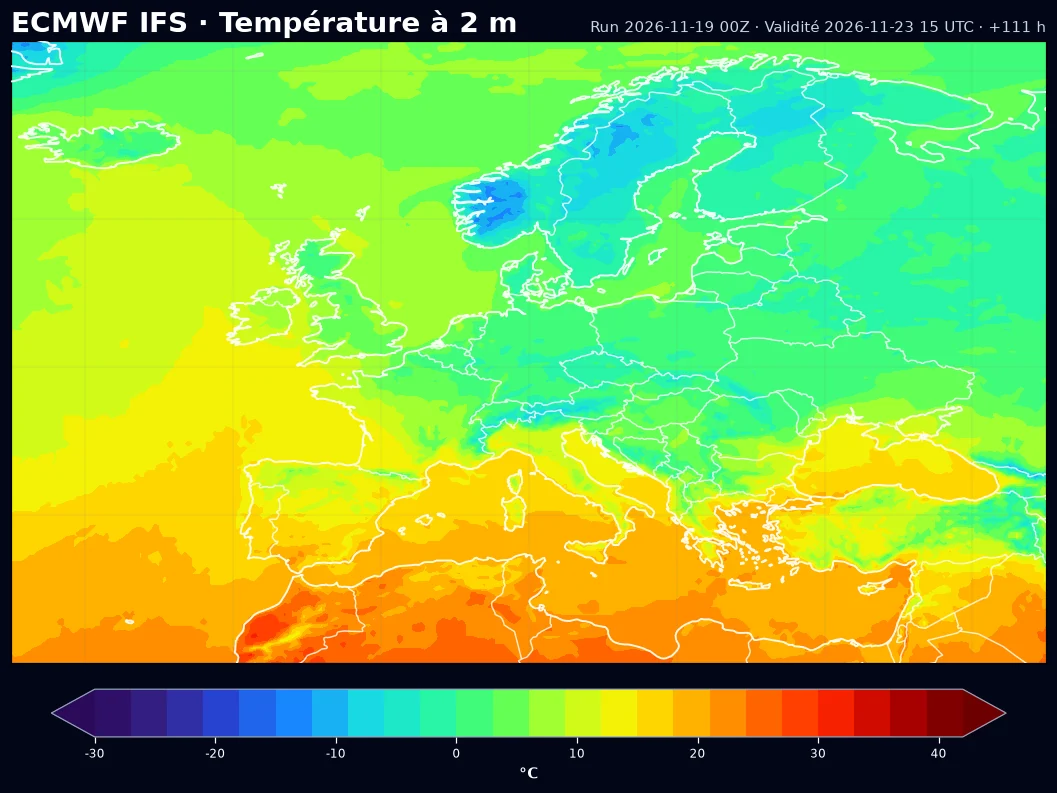 ECMWF IFS · Température à 2 m
Run 2026-11-19 00Z · Validité 2026-11-23 15 UTC · +111 h
-30 -20 -10 0 10 20 30 40
°C